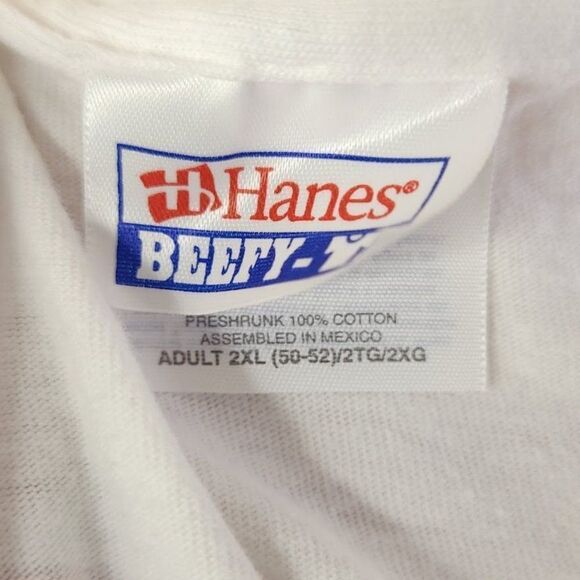 Hanes®
BEEFY-T
PRESHRUNK 100% COTTON
ASSEMBLED IN MEXICO
ADULT 2XL (50-52)/2TG/2XG